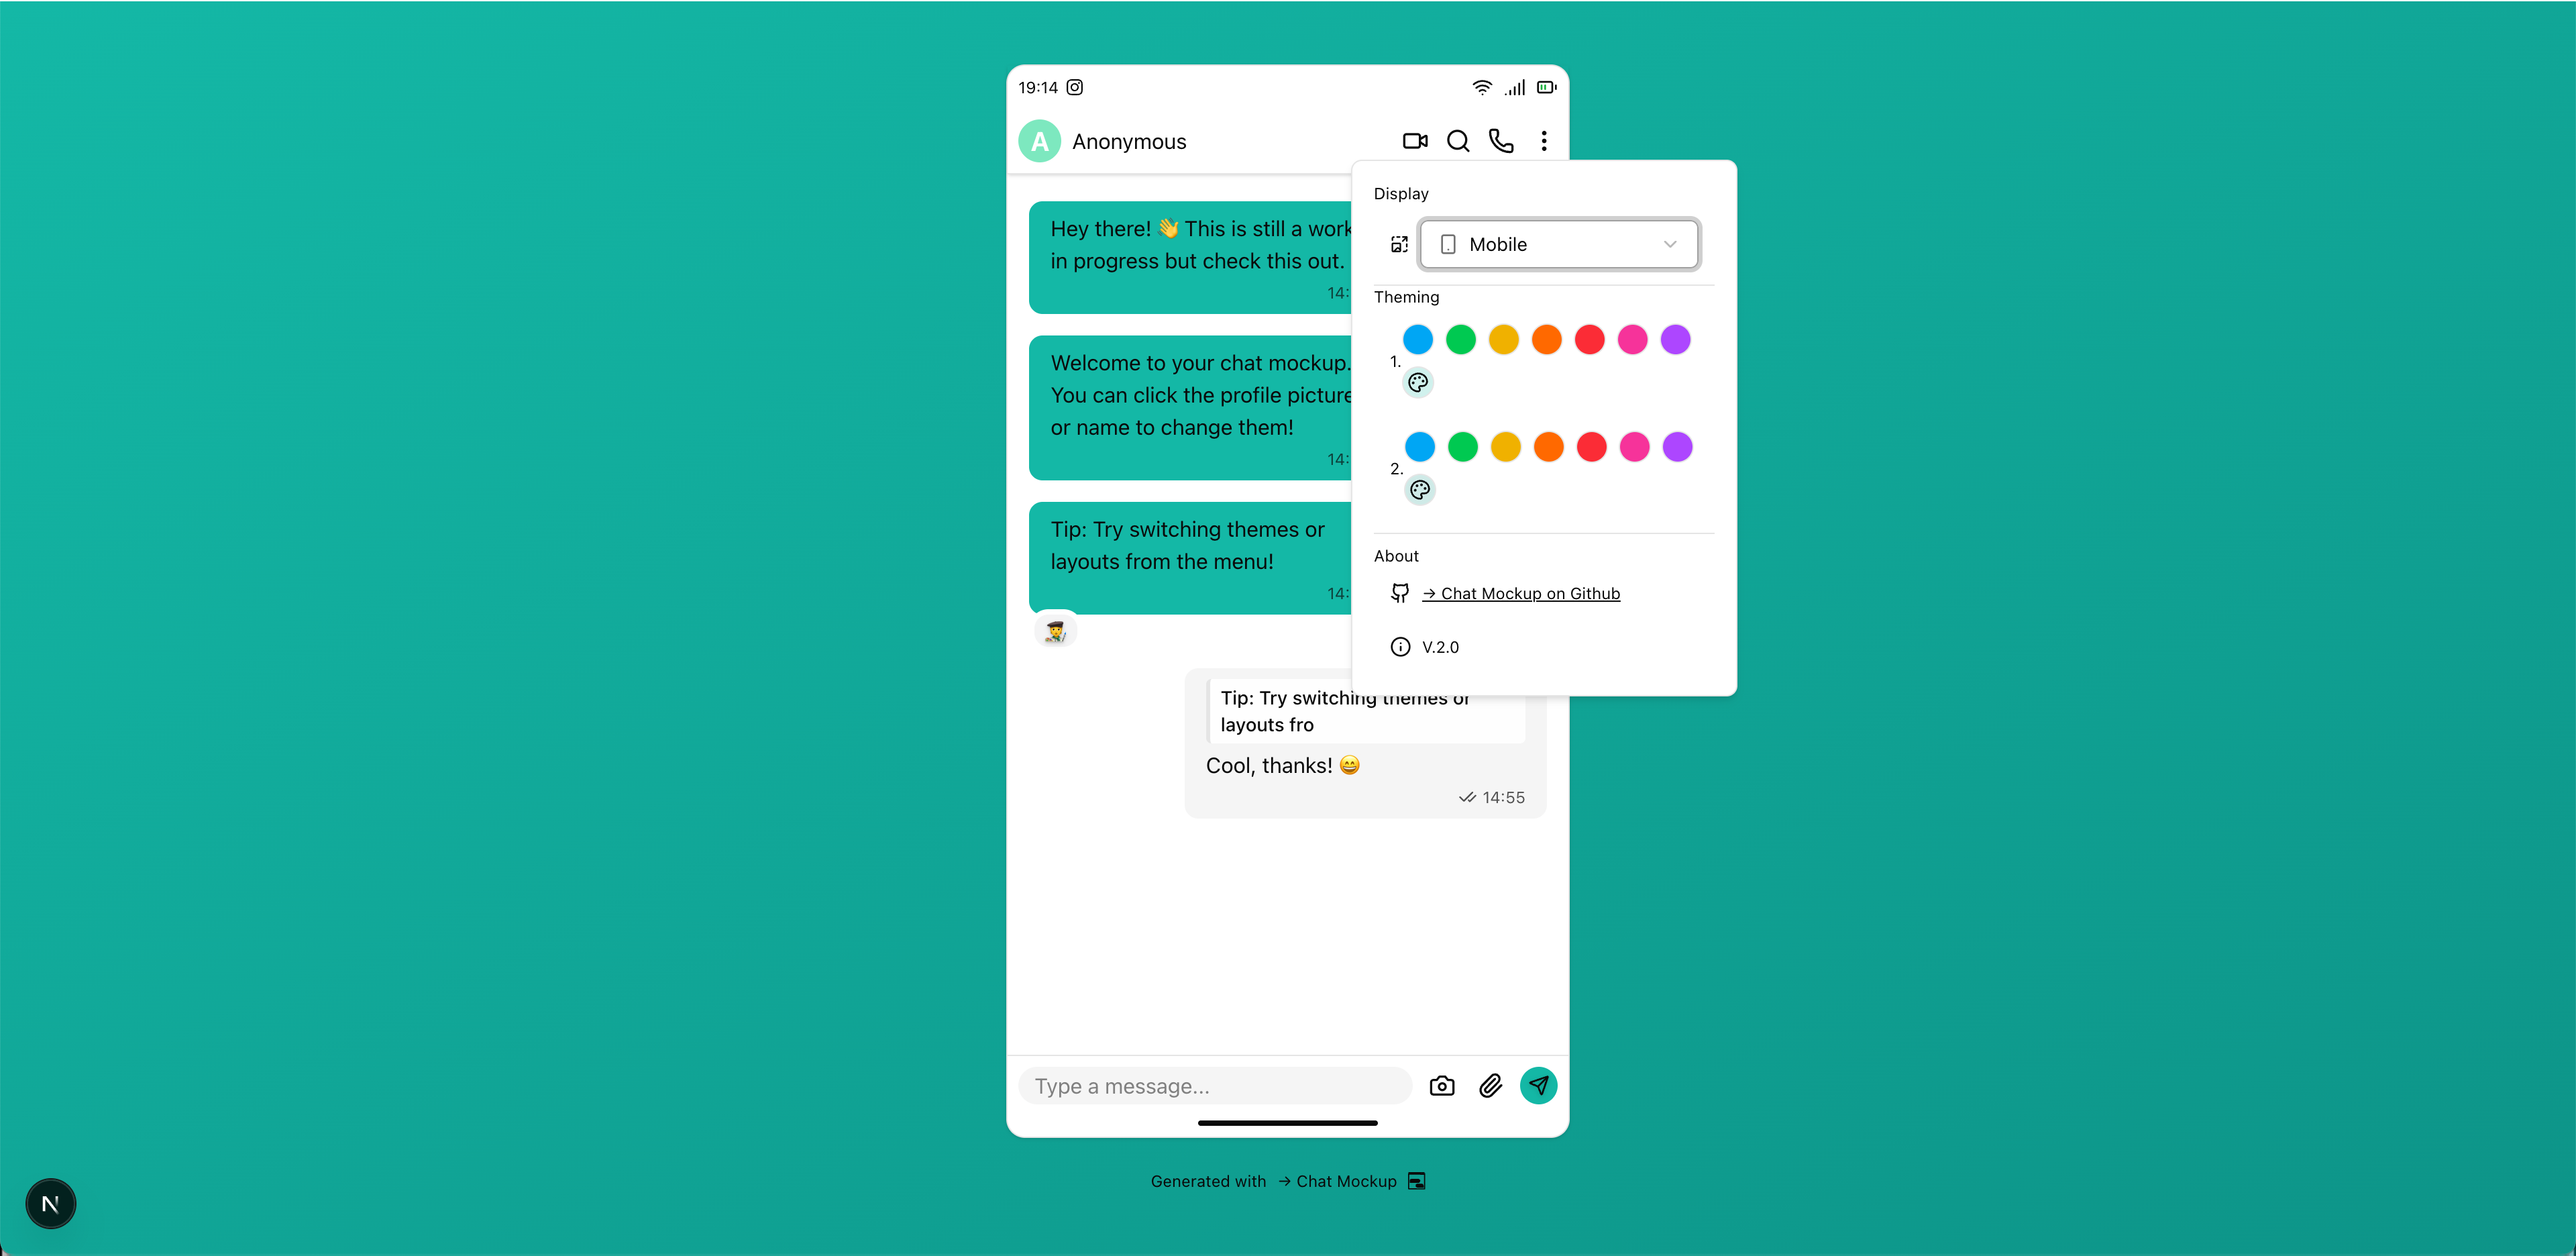 19:14
A Anonymous
Display
Mobile
Hey there! 👋 This is still a work
in progress but check this out.
14:
Theming
1.
Welcome to your chat mockup.
You can click the profile picture
or name to change them!
14:
2.
Tip: Try switching themes or
layouts from the menu!
14:
About
→ Chat Mockup on Github
V.2.0
Tip: Try switching themes or
layouts fro
Cool, thanks! 😄
14:55
Type a message...
Generated with → Chat Mockup
N